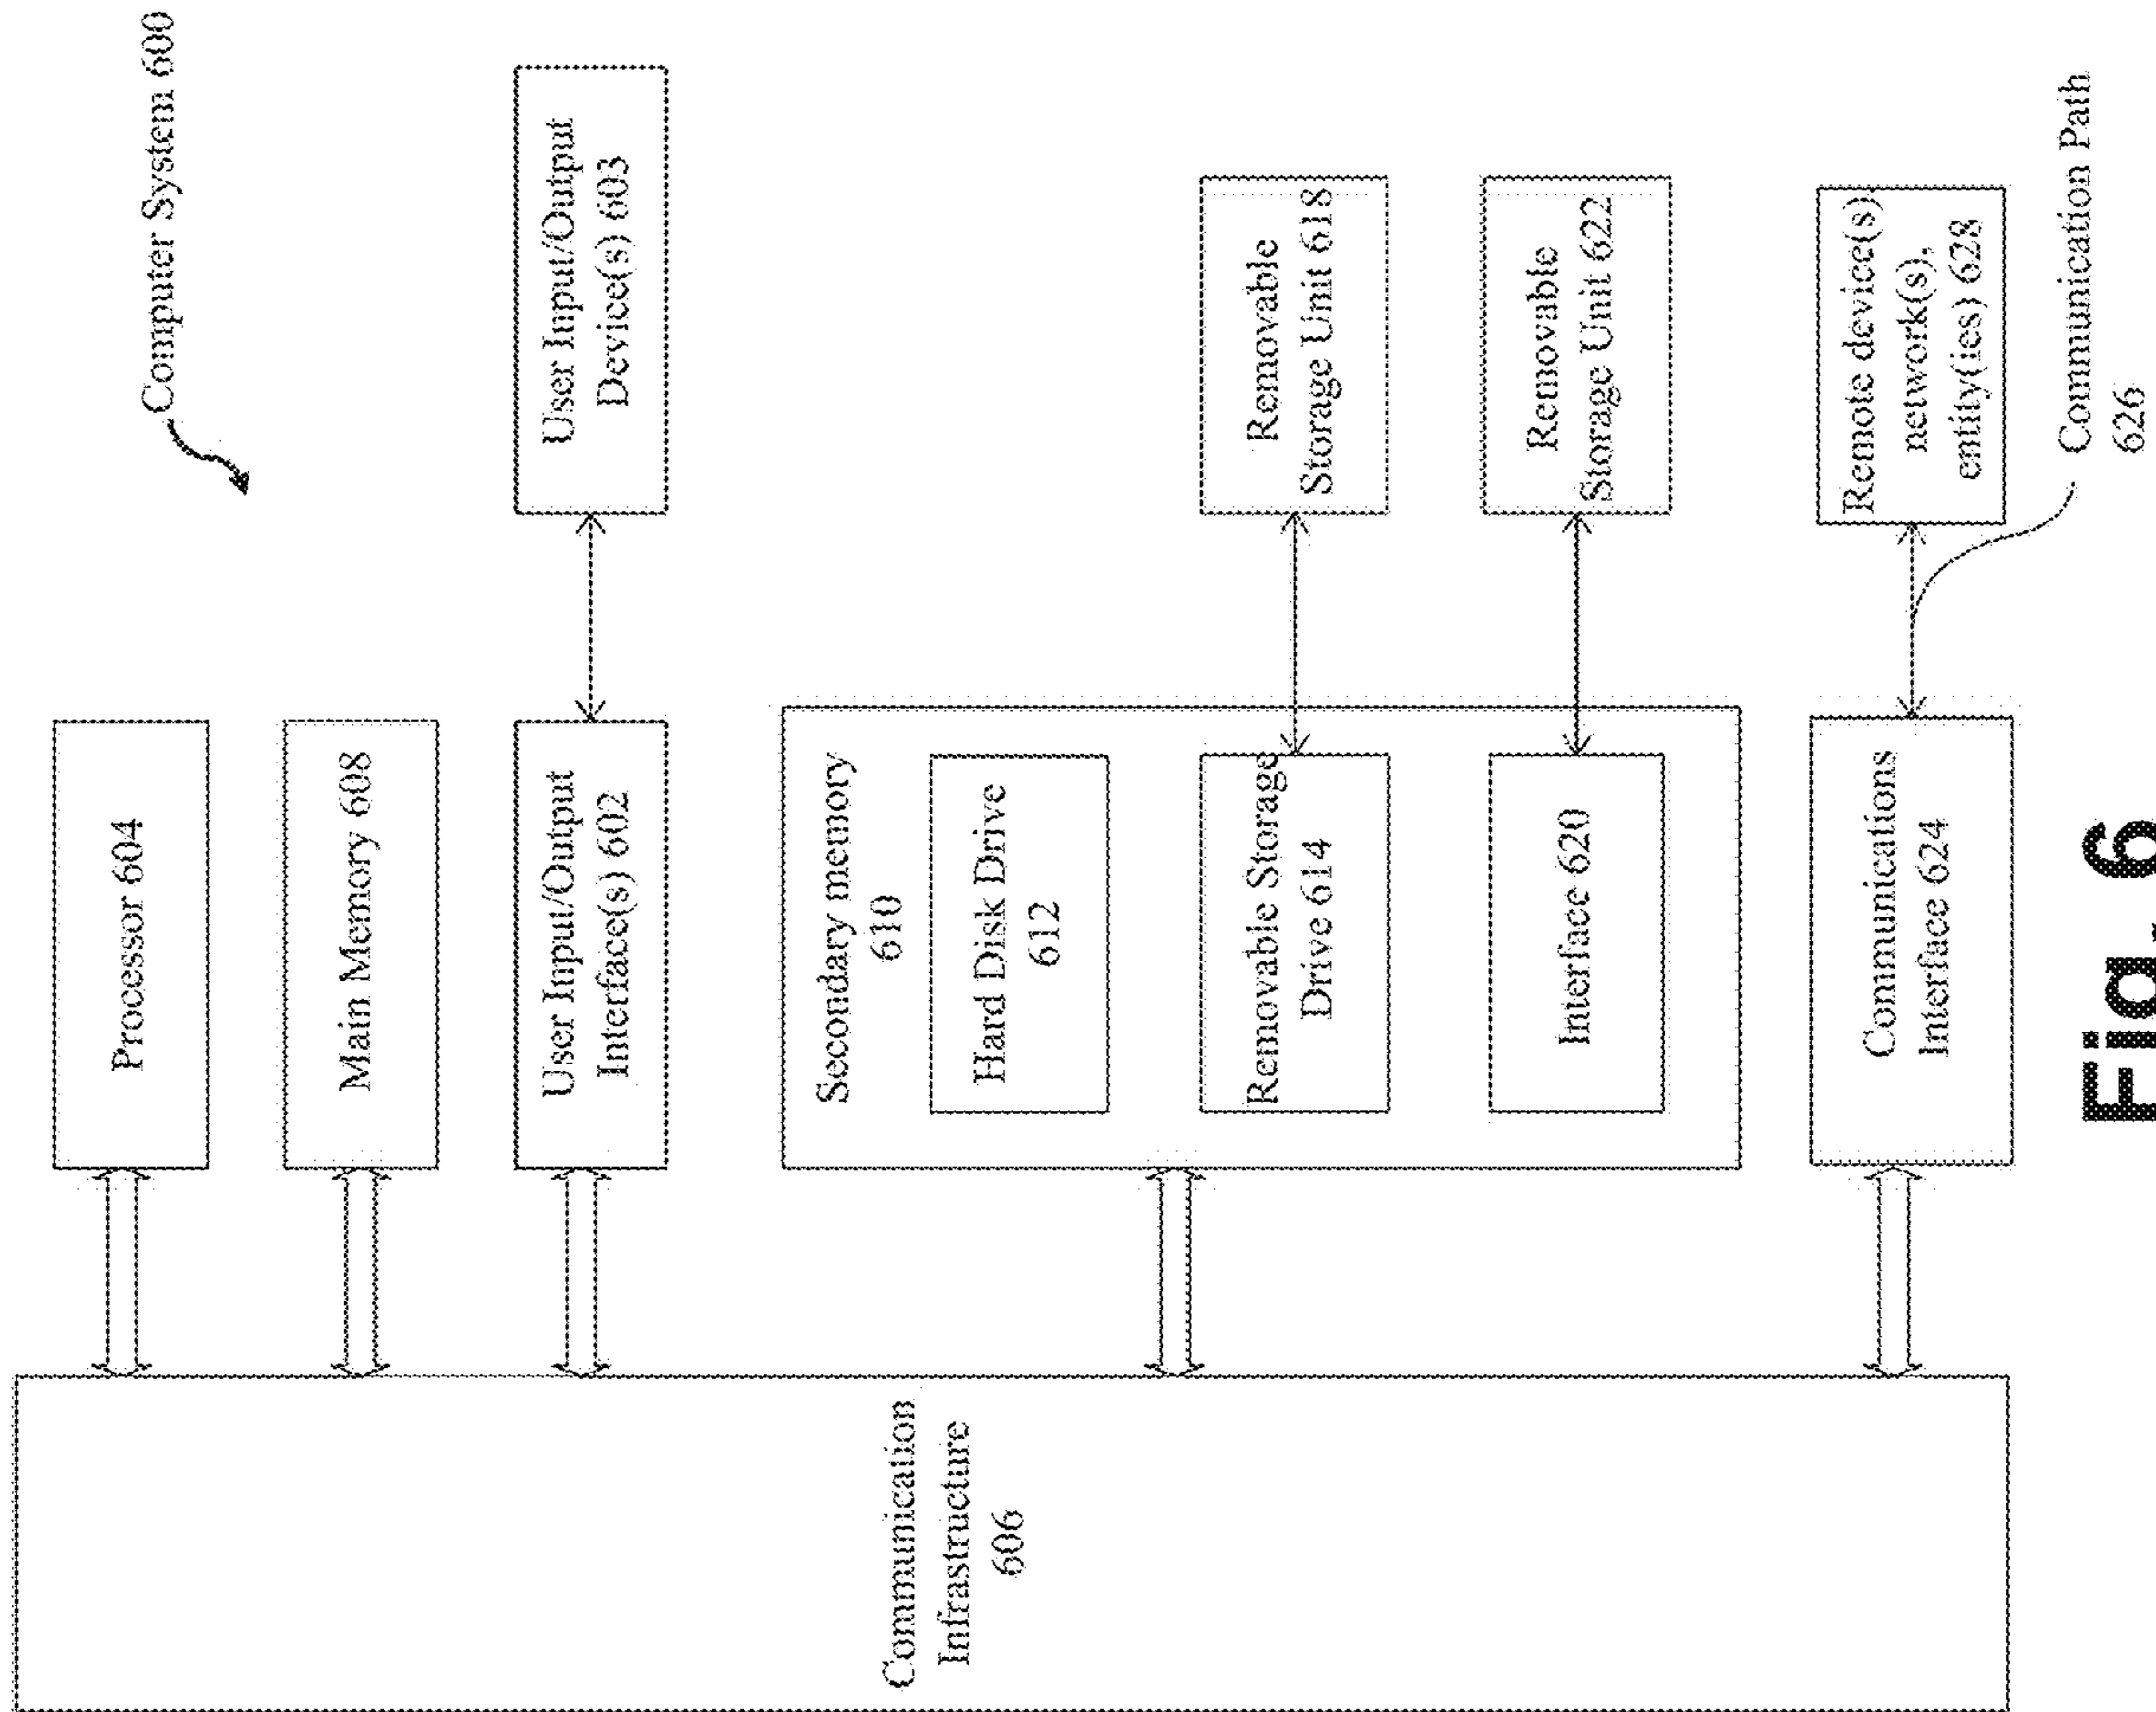 Computer System 600
Processor 604
Main Memory 608
User Input/Output
Interface(s) 602
User Input/Output
Device(s) 603
Communication
Infrastructure
606
Secondary memory
610
Hard Disk Drive
612
Removable Storage
Drive 614
Removable
Storage Unit 618
Interface 620
Removable
Storage Unit 622
Communications
Interface 624
Remote device(s)
network(s),
entity(ies) 628
Communication Path
626
Fig. 6